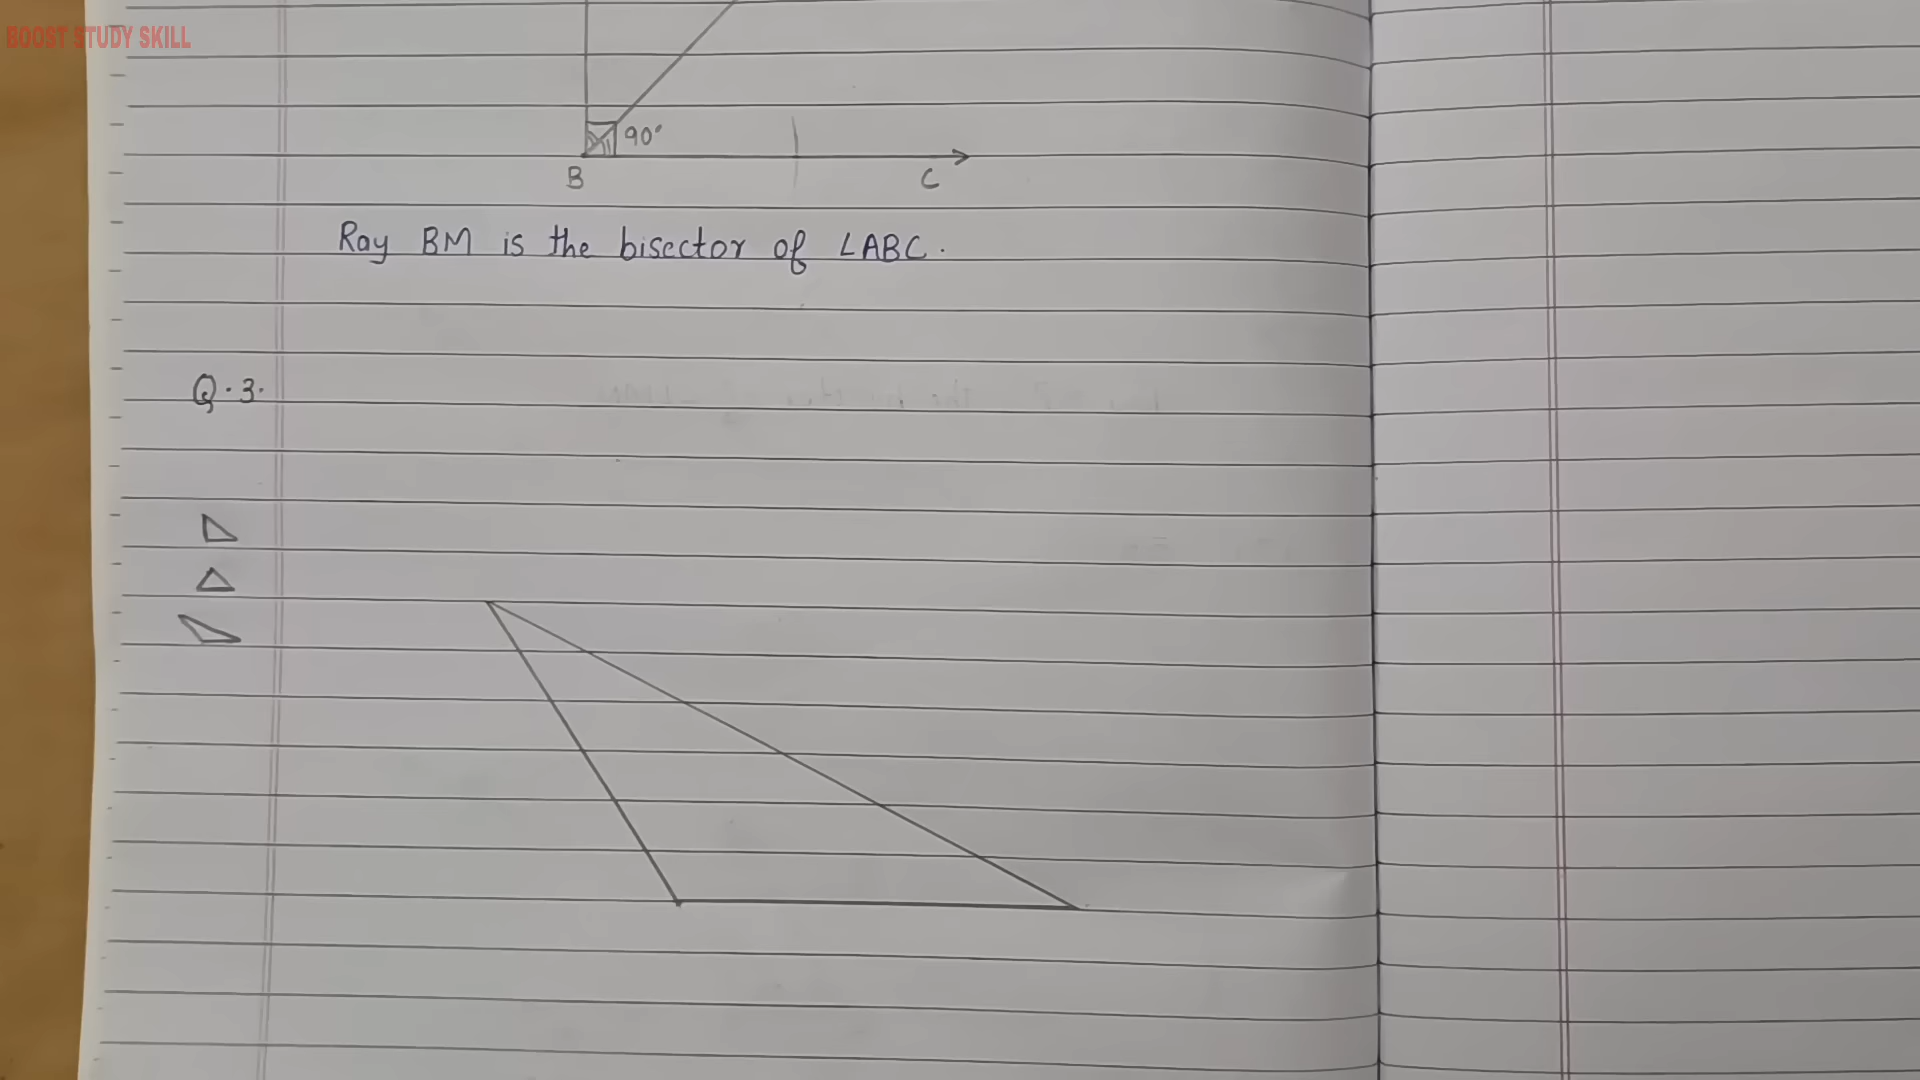 BOOST STUDY SKILL
90°
B
C
Ray BM is the bisector of ∠ABC.
Q.3.